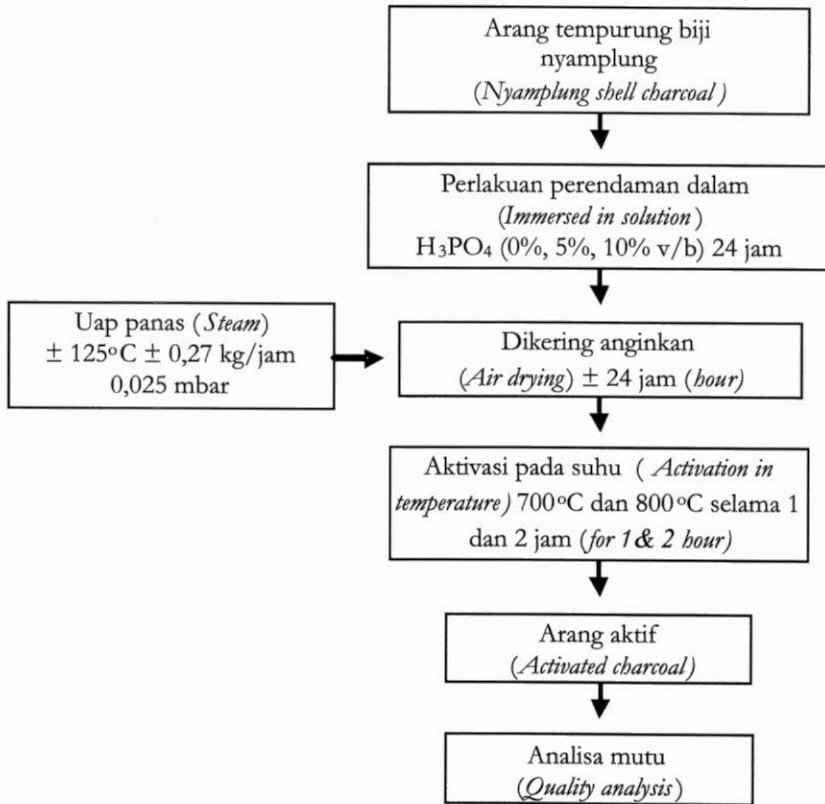 Arang tempurung biji
nyamplung
(Nyamplung shell charcoal)
Perlakuan perendaman dalam
(Immersed in solution)
H₃PO₄ (0%, 5%, 10% v/b) 24 jam
Uap panas (Steam)
± 125°C ± 0,27 kg/jam
0,025 mbar
Dikering anginkan
(Air drying) ± 24 jam (hour)
Aktivasi pada suhu ( Activation in
temperature) 700°C dan 800°C selama 1
dan 2 jam (for 1 & 2 hour)
Arang aktif
(Activated charcoal)
Analisa mutu
(Quality analysis)